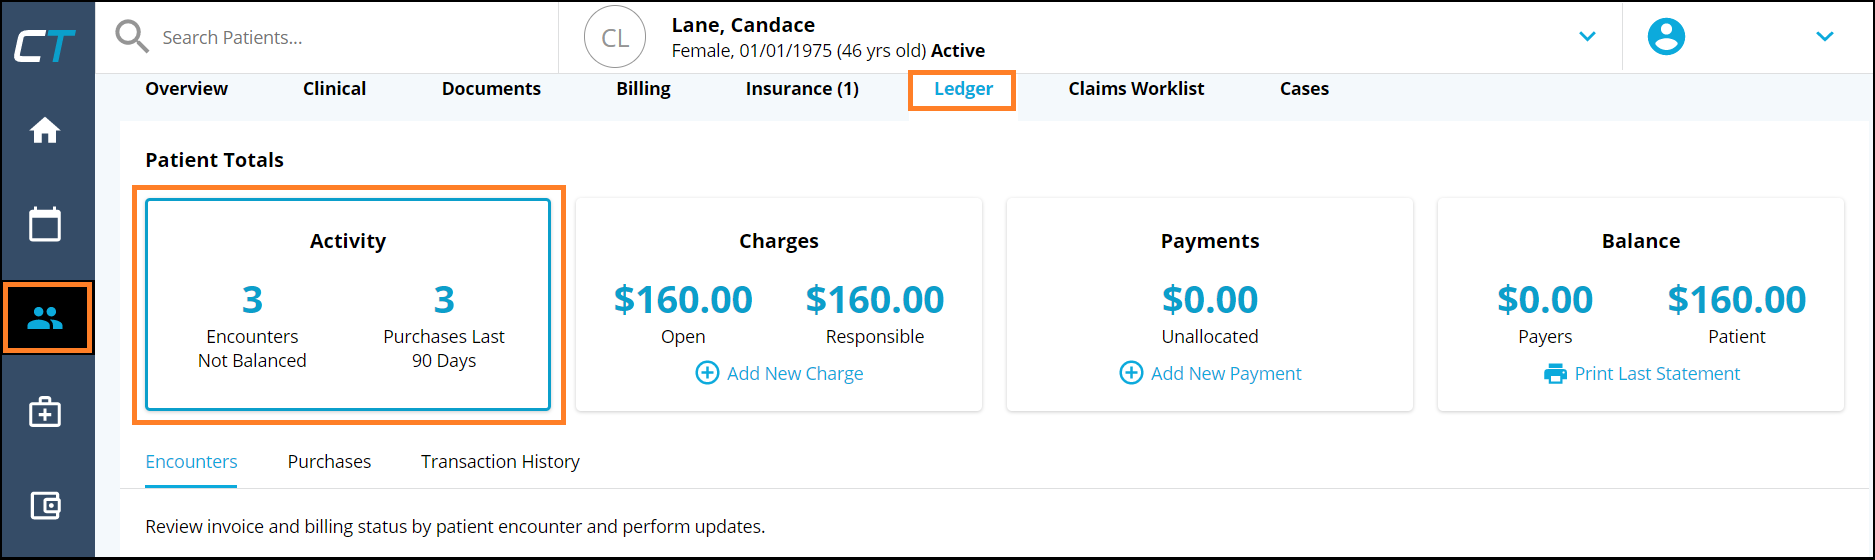 CT
Search Patients...
CL
Lane, Candace
Female, 01/01/1975 (46 yrs old) Active
Overview
Clinical
Documents
Billing
Insurance (1)
Ledger
Claims Worklist
Cases
Patient Totals
Activity
3
Encounters
Not Balanced
3
Purchases Last
90 Days
Charges
$160.00
Open
$160.00
Responsible
Add New Charge
Payments
$0.00
Unallocated
Add New Payment
Balance
$0.00
Payers
$160.00
Patient
Print Last Statement
Encounters
Purchases
Transaction History
Review invoice and billing status by patient encounter and perform updates.